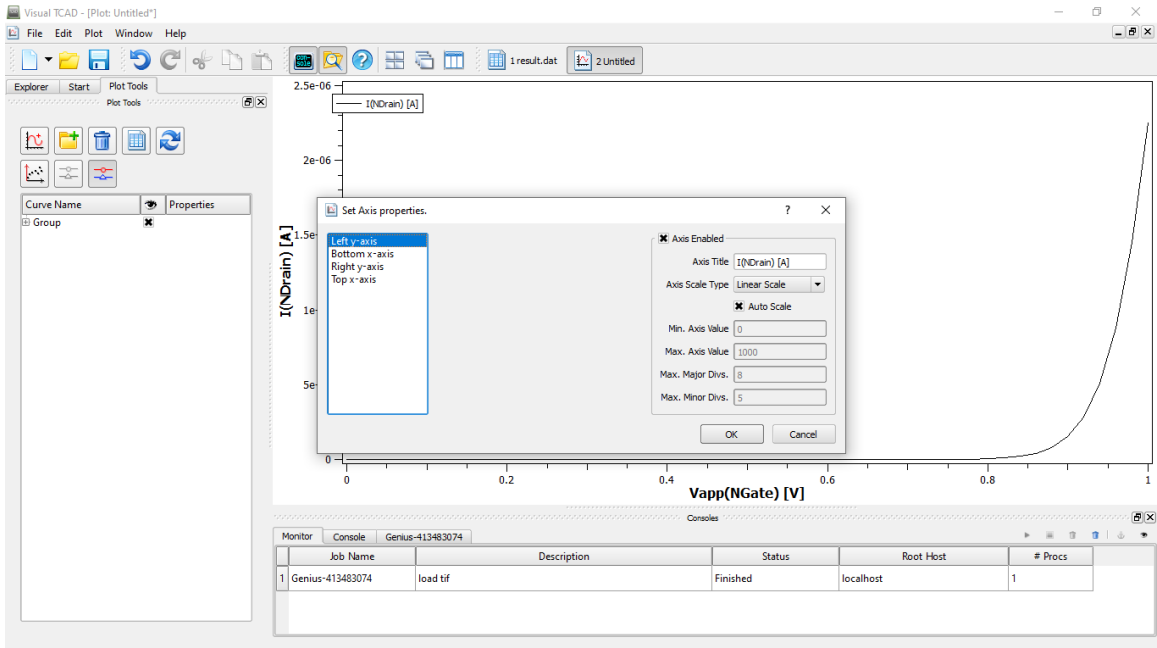 Visual TCAD - [Plot: Untitled*]
File Edit Plot Window Help
1 result.dat
2 Untitled
Explorer Start Plot Tools
Plot Tools
Curve Name Properties
Group
2.5e-06
I(NDrain) [A]
2e-06
1.5e
1e
5e
0
I(NDrain) [A]
0 0.2 0.4 0.6 0.8 1
Vapp(NGate) [V]
Set Axis properties.
?
Left y-axis
Bottom x-axis
Right y-axis
Top x-axis
Axis Enabled
Axis Title I(NDrain) [A]
Axis Scale Type Linear Scale
Auto Scale
Min. Axis Value 0
Max. Axis Value 1000
Max. Major Divs. 8
Max. Minor Divs. 5
OK Cancel
Consoles
Monitor Console Genius-413483074
Job Name Description Status Root Host # Procs
1 Genius-413483074 load tif Finished localhost 1